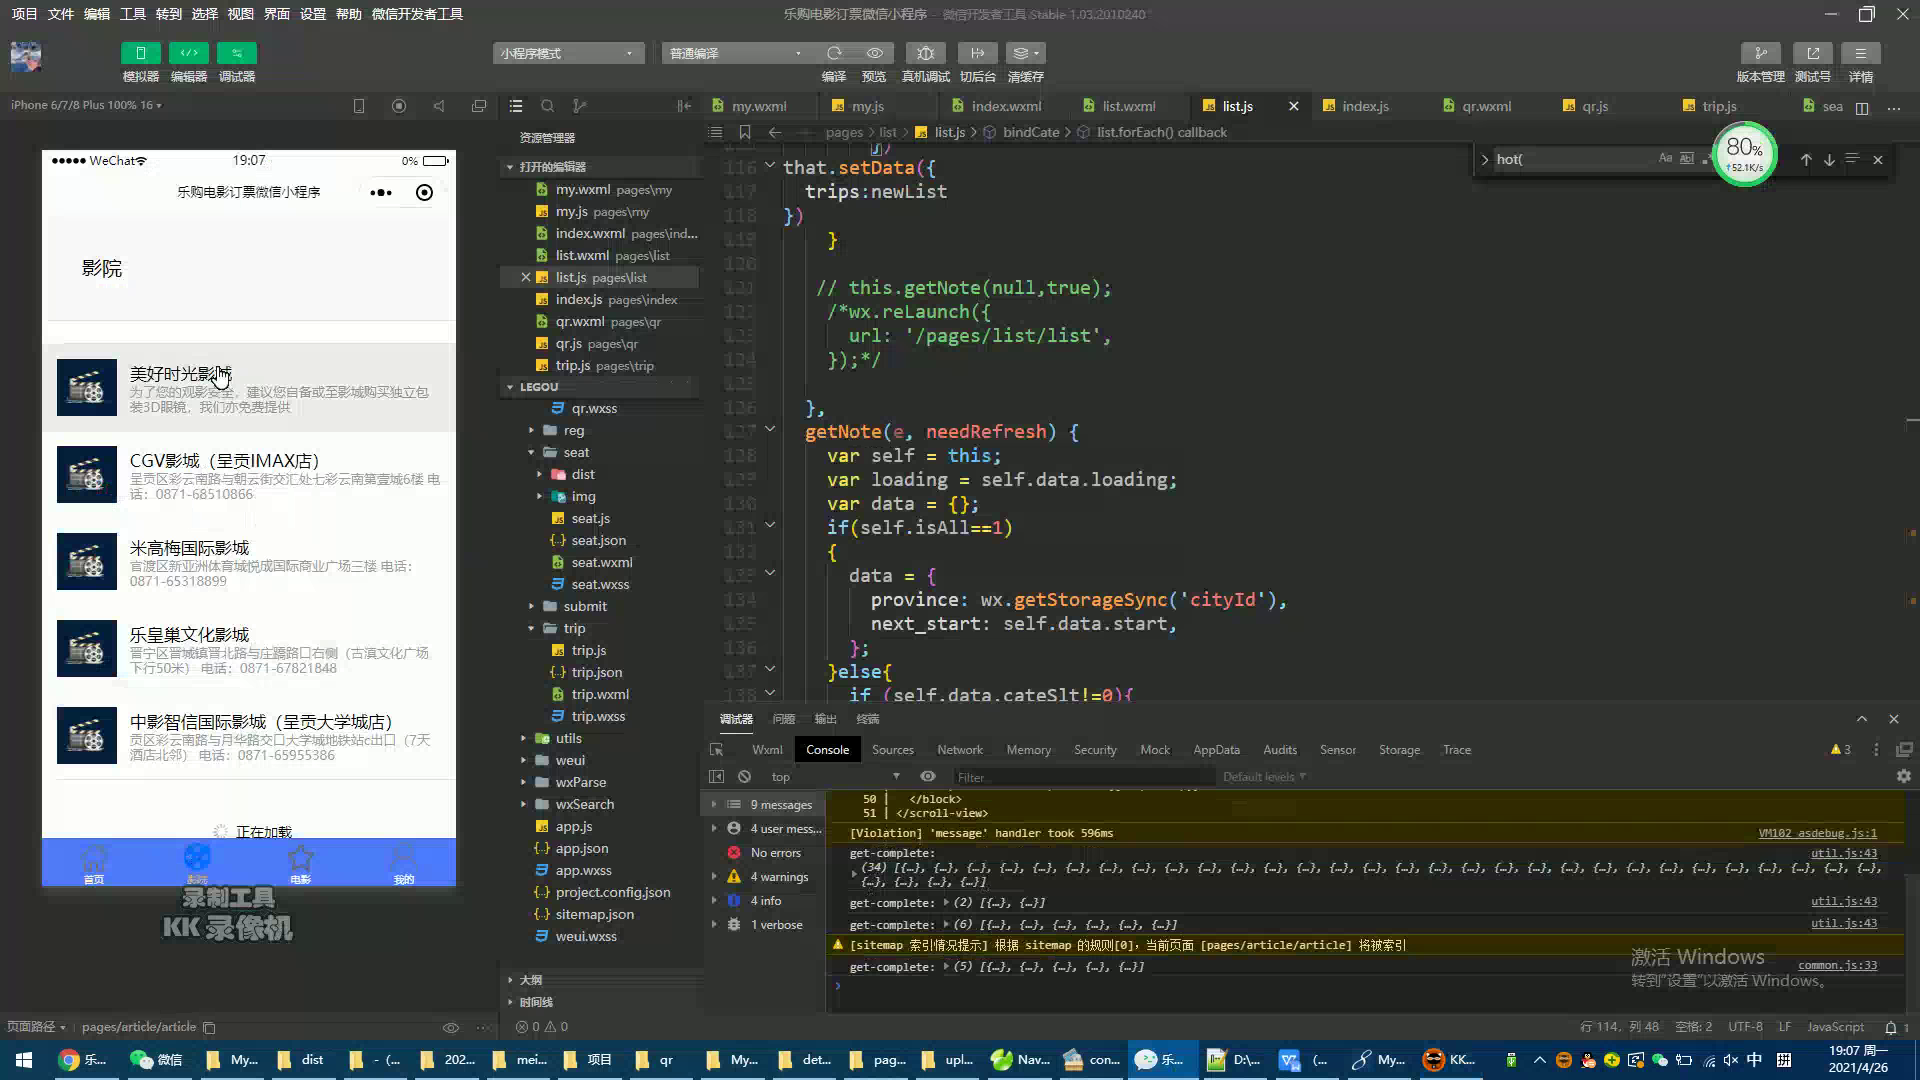 项目 文件 编辑 工具 转到 选择 视图 界面 设置 帮助 微信开发者工具
乐购电影订票微信小程序 - 微信开发者工具 Stable 1.03.2010240
小程序模式
普通编译
模拟器 编辑器 调试器
编译 预览 真机调试 切后台 清缓存
版本管理 测试号 详情
iPhone 6/7/8 Plus 100% 16
WeChat 19:07 0%
乐购电影订票微信小程序
影院
美好时光影城
为了您的观影安全，建议您自备或至影城购买独立包
装3D眼镜，我们亦免费提供
CGV影城（呈贡IMAX店）
呈贡区彩云南路与朝云街交汇处七彩云南第壹城6楼 电
话：0871-68510866
米高梅国际影城
官渡区新亚洲体育城悦成国际商业广场三楼 电话：
0871-65318899
乐皇巢文化影城
晋宁区晋城镇晋北路与庄蹻路口右侧（古滇文化广场
下行50米） 电话：0871-67821848
中影智信国际影城（呈贡大学城店）
贡区彩云南路与月华路交口大学城地铁站c出口（7天
酒店北邻） 电话：0871-65955386
正在加载
首页 影院 电影 我的
录制工具
KK 录像机
页面路径 pages/article/article
资源管理器
打开的编辑器
my.wxml pages\my
my.js pages\my
index.wxml pages\ind...
list.wxml pages\list
list.js pages\list
index.js pages\index
qr.wxml pages\qr
qr.js pages\qr
trip.js pages\trip
LEGOU
qr.wxss
reg
seat
dist
img
seat.js
seat.json
seat.wxml
seat.wxss
submit
trip
trip.js
trip.json
trip.wxml
trip.wxss
utils
weui
wxParse
wxSearch
app.js
app.json
app.wxss
project.config.json
sitemap.json
weui.wxss
大纲
时间线
0 0
my.wxml my.js index.wxml list.wxml list.js index.js qr.wxml qr.js trip.js sea
pages > list > list.js > bindCate > list.forEach() callback
hot(
80%
52.1K/s
116 that.setData({
117 trips:newList
118 })
119 }
120
121 // this.getNote(null,true);
122 /*wx.reLaunch({
123 url: '/pages/list/list',
124 });*/
125
126 },
127 getNote(e, needRefresh) {
128 var self = this;
129 var loading = self.data.loading;
130 var data = {};
131 if(self.isAll==1)
132 {
133 data = {
134 province: wx.getStorageSync('cityId'),
135 next_start: self.data.start,
136 };
137 }else{
138 if (self.data.cateSlt!=0){
调试器 问题 输出 终端
Wxml Console Sources Network Memory Security Mock AppData Audits Sensor Storage Trace 3
top Filter Default levels
9 messages
4 user mess...
No errors
4 warnings
4 info
1 verbose
50 | </block>
51 | </scroll-view>
[Violation] 'message' handler took 596ms VM102 asdebug.js:1
get-complete: util.js:43
(34) [{…}, {…}, {…}, {…}, {…}, {…}, {…}, {…}, {…}, {…}, {…}, {…}, {…}, {…}, {…}, {…}, {…}, {…}, {…}, {…}, {…}, {…}, {…}, {…}, {…}, {…}, {…}, {…}, {…}, {…},
{…}, {…}, {…}, {…}]
get-complete: (2) [{…}, {…}] util.js:43
get-complete: (6) [{…}, {…}, {…}, {…}, {…}, {…}] util.js:43
[sitemap 索引情况提示] 根据 sitemap 的规则[0]，当前页面 [pages/article/article] 将被索引
get-complete: (5) [{…}, {…}, {…}, {…}, {…}] common.js:33
激活 Windows
转到"设置"以激活 Windows。
行 114，列 48 空格: 2 UTF-8 LF JavaScript 1
乐... 微信 My... dist - (... 202... mei... 项目 qr My... det... pag... upl... Nav... con... 乐... D:\... (... My... KK... 中
19:07 周一
2021/4/26